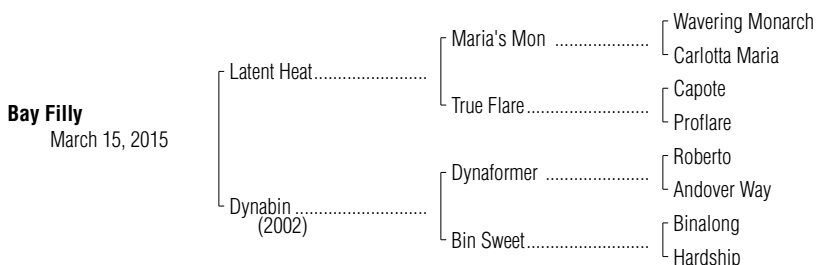 Bay Filly
March 15, 2015
Latent Heat
Dynabin
(2002)
Maria's Mon
True Flare
Dynaformer
Bin Sweet
Wavering Monarch
Carlotta Maria
Capote
Proflare
Roberto
Andover Way
Binalong
Hardship